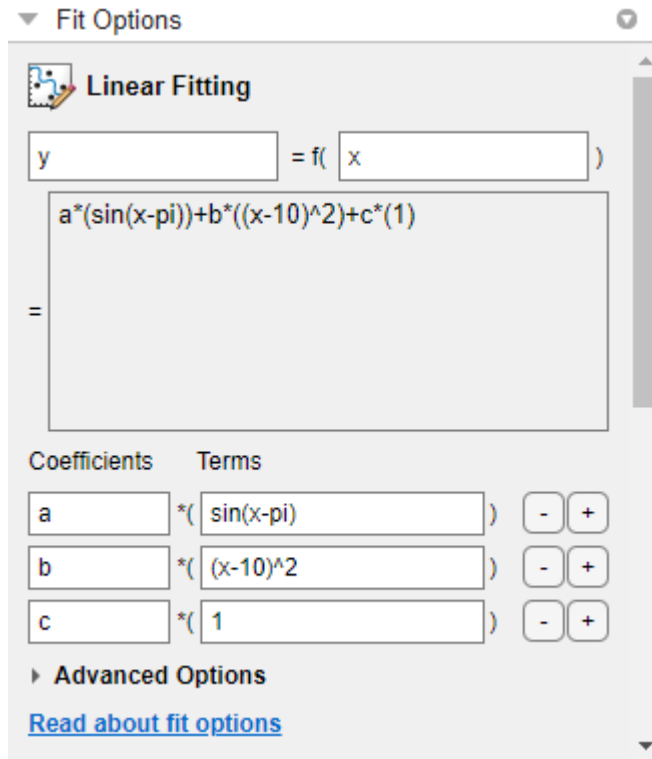 Fit Options
Linear Fitting
y = f( x )
a*(sin(x-pi))+b*((x-10)^2)+c*(1)
=
Coefficients Terms
a *( sin(x-pi) ) - +
b *( (x-10)^2 ) - +
c *( 1 ) - +
Advanced Options
Read about fit options